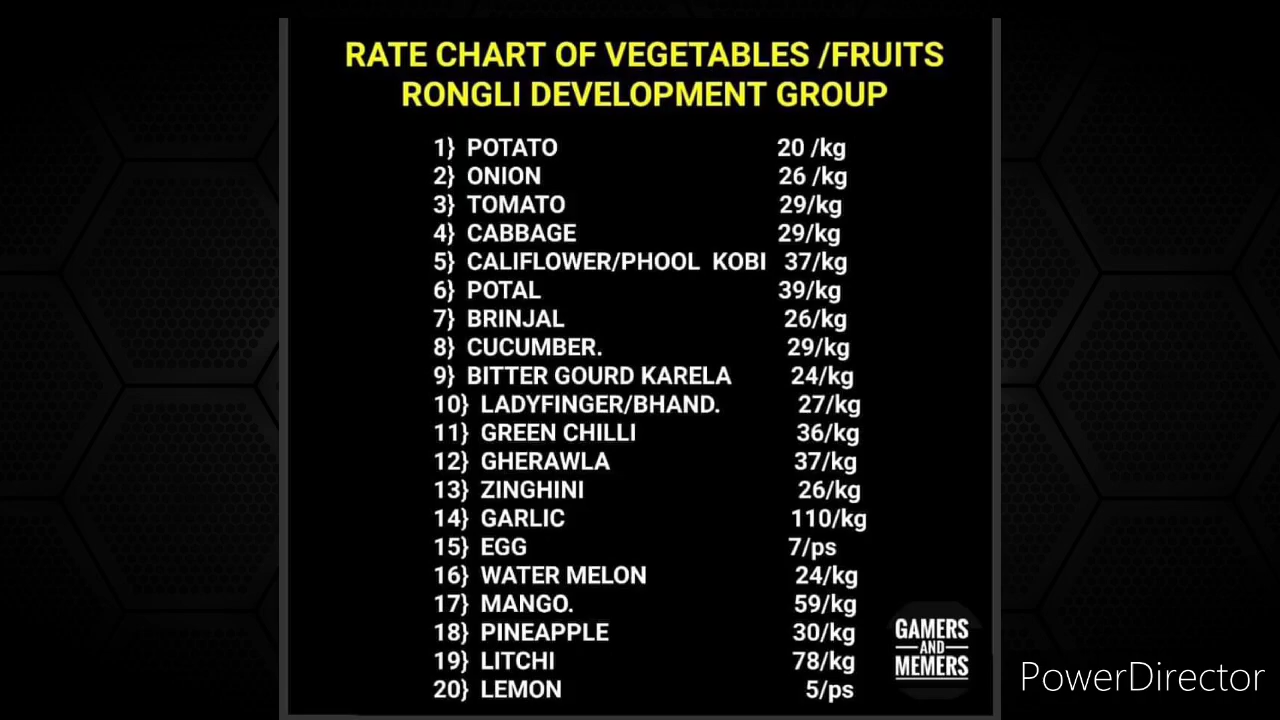 RATE CHART OF VEGETABLES /FRUITS
RONGLI DEVELOPMENT GROUP
1} POTATO 20 /kg
2} ONION 26 /kg
3} TOMATO 29/kg
4} CABBAGE 29/kg
5} CALIFLOWER/PHOOL KOBI 37/kg
6} POTAL 39/kg
7} BRINJAL 26/kg
8} CUCUMBER. 29/kg
9} BITTER GOURD KARELA 24/kg
10} LADYFINGER/BHAND. 27/kg
11} GREEN CHILLI 36/kg
12} GHERAWLA 37/kg
13} ZINGHINI 26/kg
14} GARLIC 110/kg
15} EGG 7/ps
16} WATER MELON 24/kg
17} MANGO. 59/kg
18} PINEAPPLE 30/kg
19} LITCHI 78/kg
20} LEMON 5/ps
GAMERS
AND
MEMERS
PowerDirector